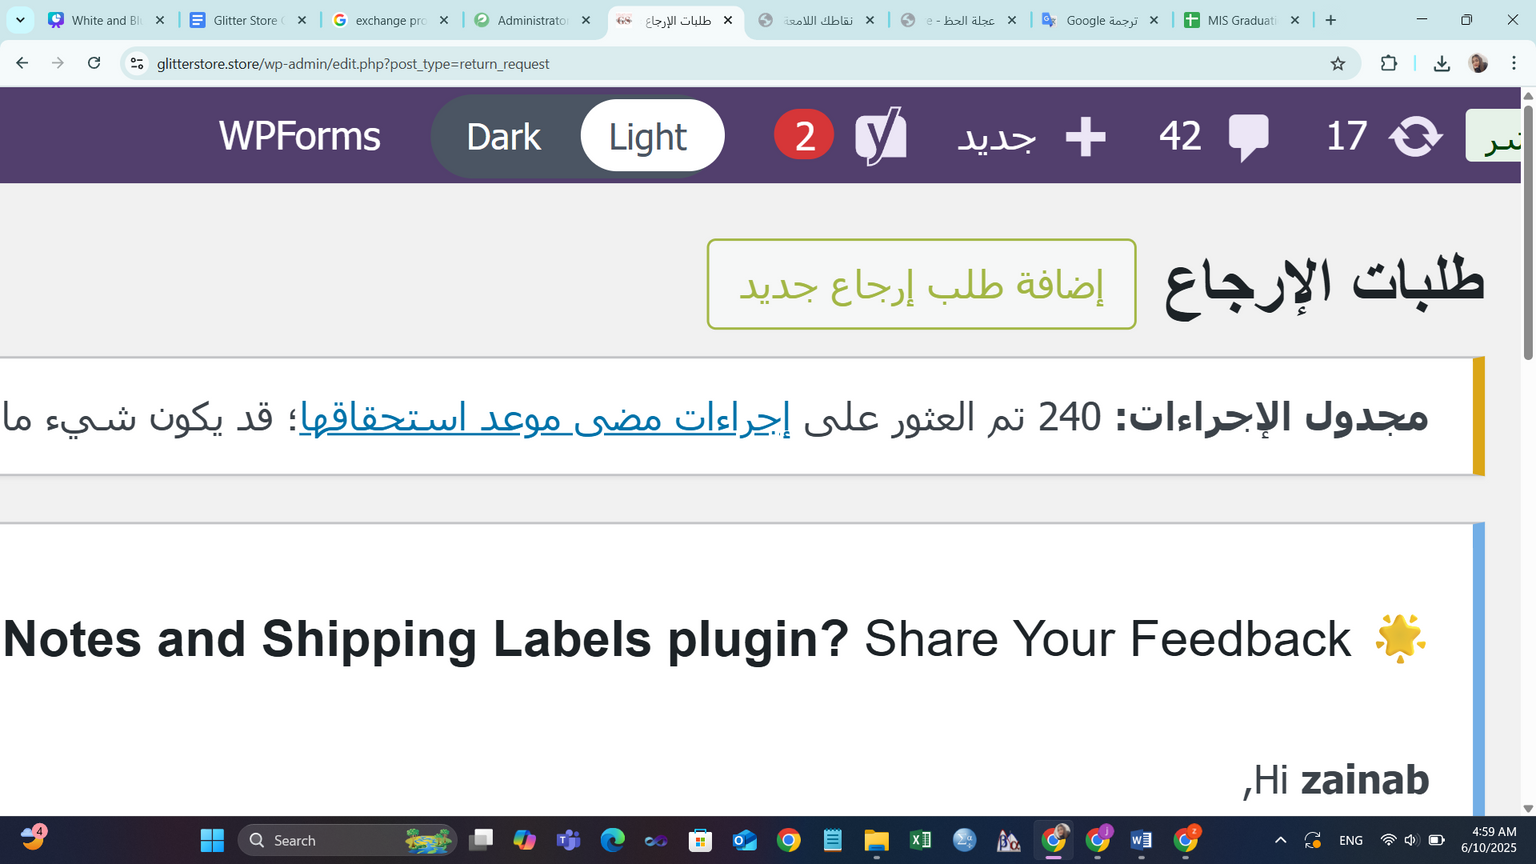 White and Bl
Glitter Store (
exchange pro
Administrato
طلبات الإرجاع
نقاطك اللامعة
عجلة الحظ - e
ترجمة Google
MIS Graduati
glitterstore.store/wp-admin/edit.php?post_type=return_request
17
42
جديد
2
Light
Dark
WPForms
طلبات الإرجاع
إضافة طلب إرجاع جديد
مجدول الإجراءات: 240 تم العثور على إجراءات مضى موعد استحقاقها؛ قد يكون شيء ما
🌟 Notes and Shipping Labels plugin? Share Your Feedback
Hi zainab,
4
Search
ENG
4:59 AM
6/10/2025